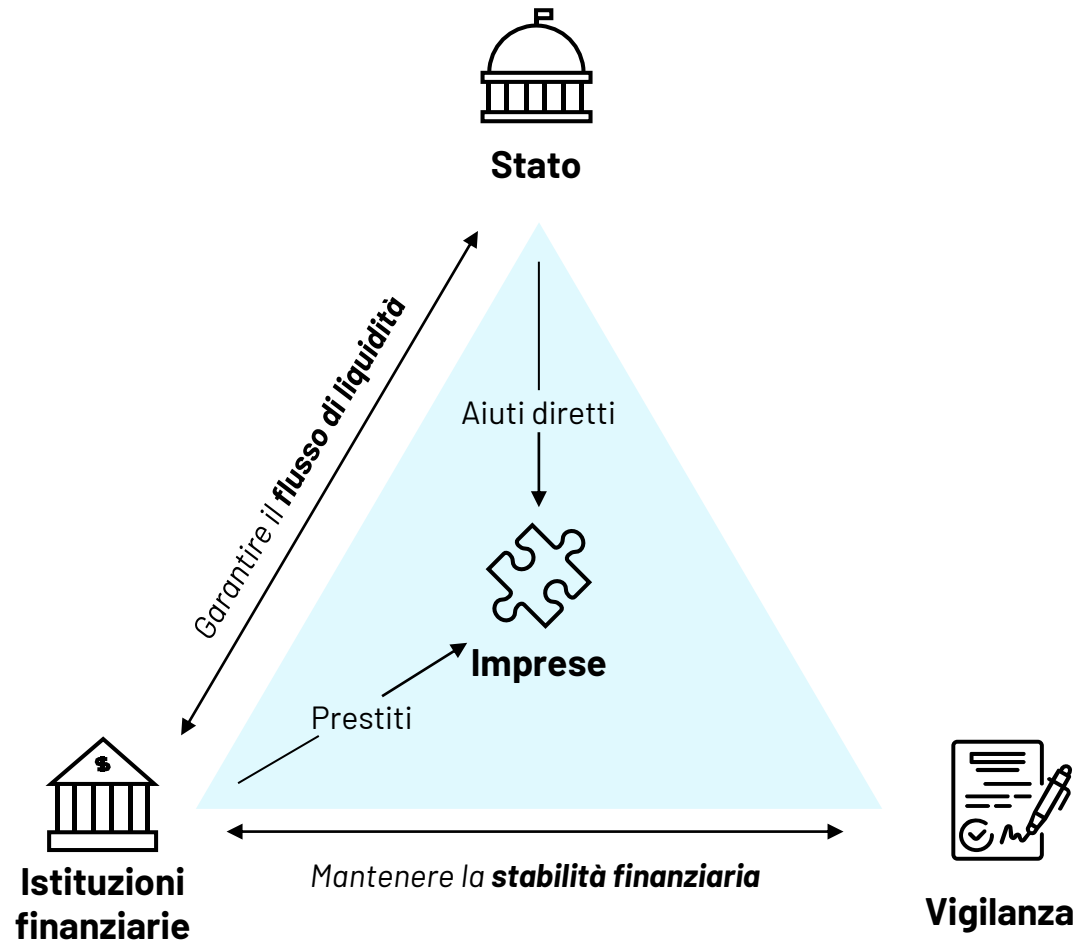 Stato
Garantire il flusso di liquidità
Aiuti diretti
Imprese
Prestiti
$
Istituzioni
finanziarie
Mantenere la stabilità finanziaria
Vigilanza